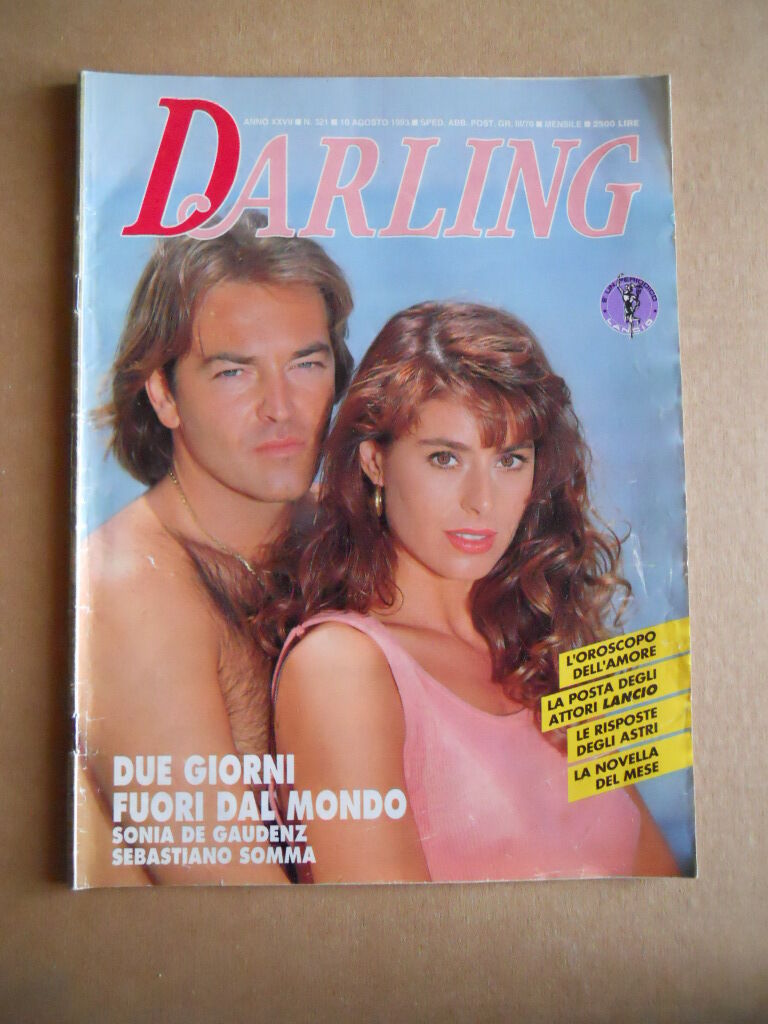 ANNO XXVII ■ N. 321 ■ 10 AGOSTO 1993 ■ SPED. ABB. POST. GR. III/70 ■ MENSILE ■ 2500 LIRE
DARLING
È UN PERIODICO
LANCIO
L'OROSCOPO
DELL'AMORE
LA POSTA DEGLI
ATTORI LANCIO
LE RISPOSTE
DEGLI ASTRI
LA NOVELLA
DEL MESE
DUE GIORNI
FUORI DAL MONDO
SONIA DE GAUDENZ
SEBASTIANO SOMMA